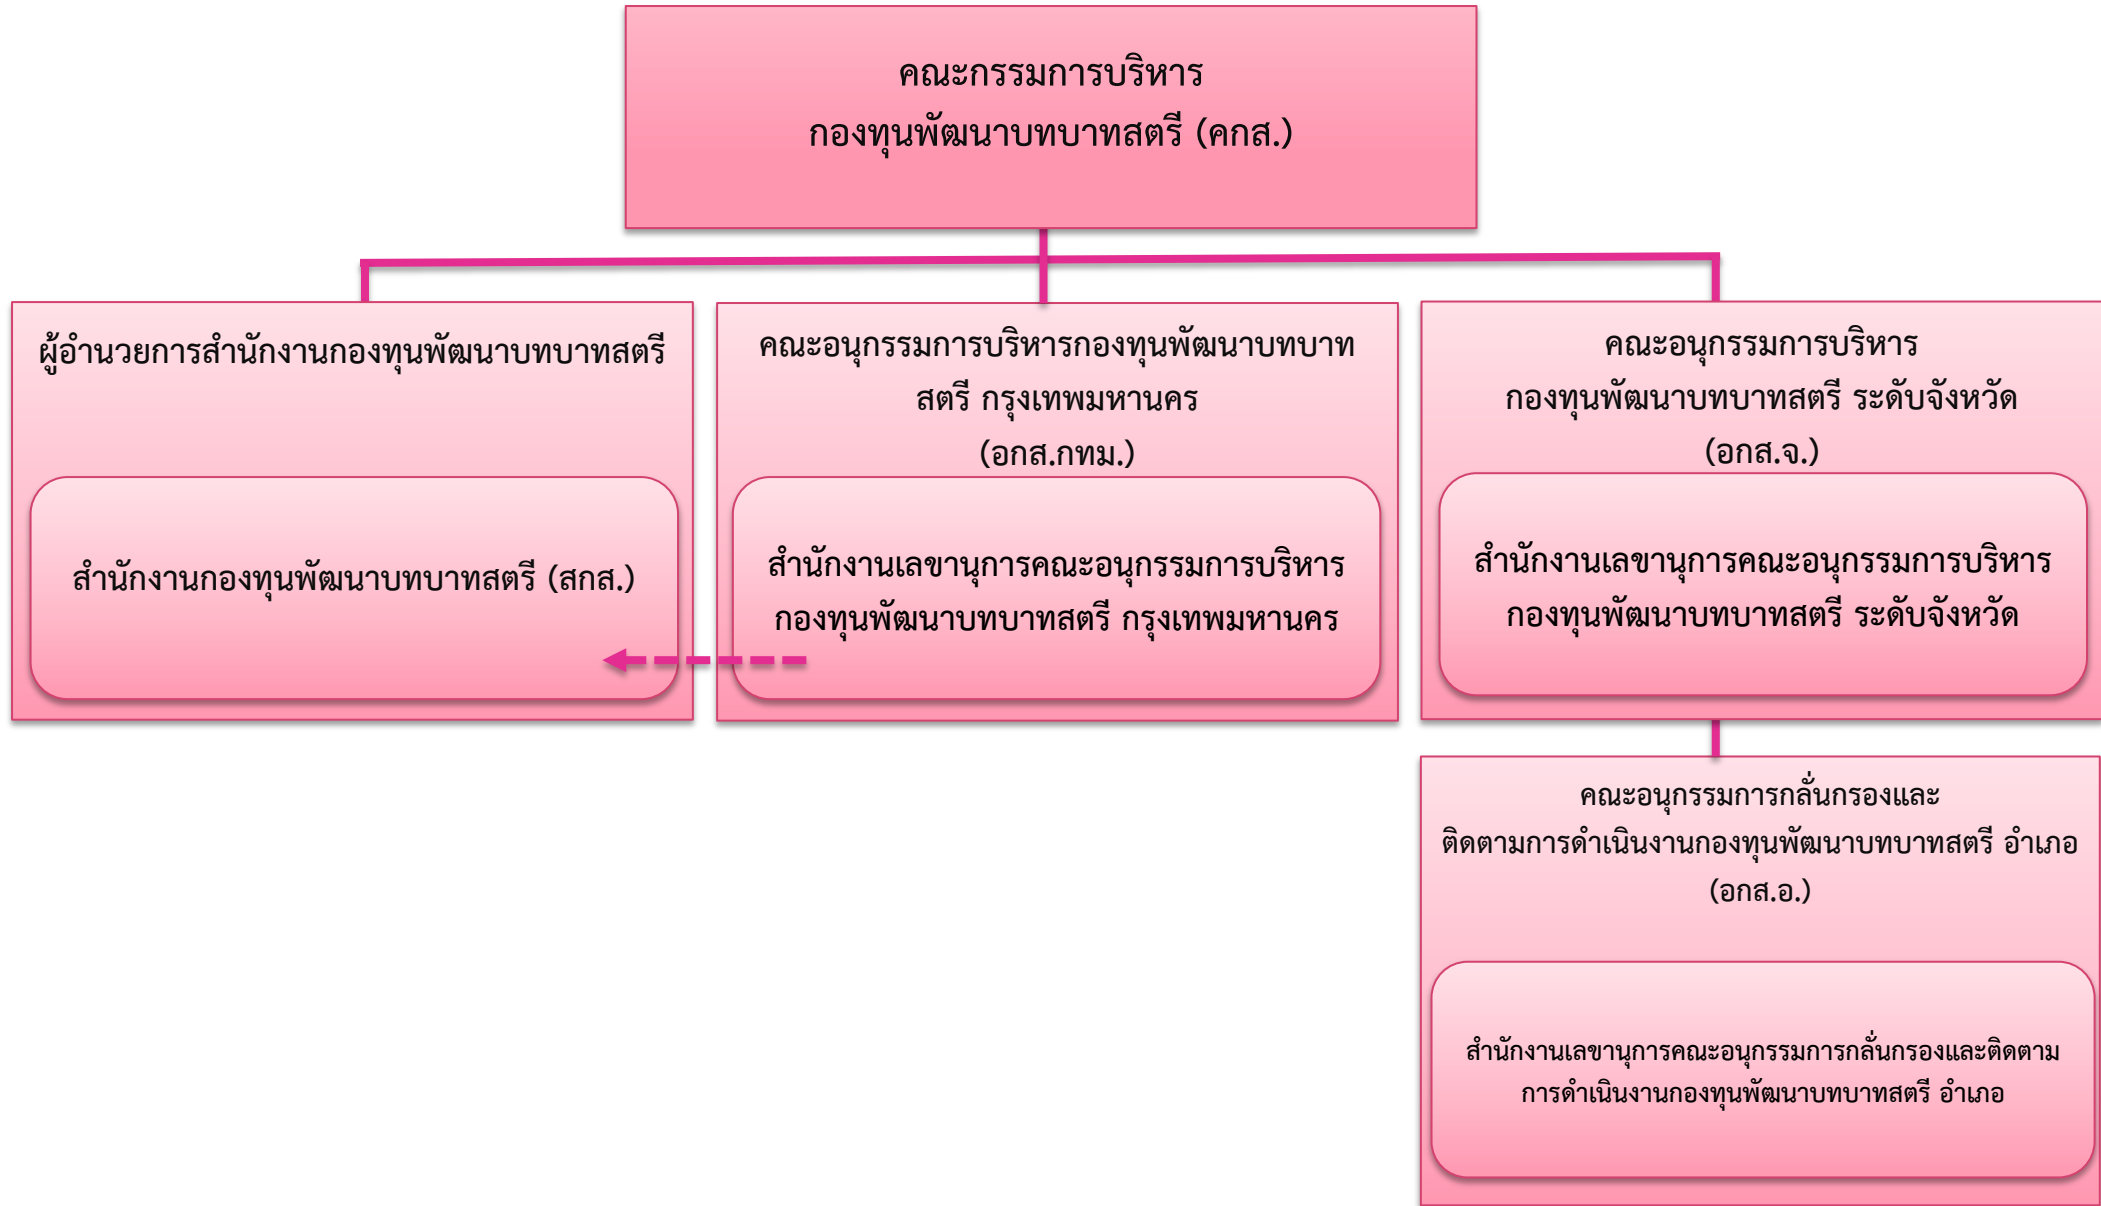 คณะกรรมการบริหาร
กองทุนพัฒนาบทบาทสตรี (คกส.)
ผู้อำนวยการสำนักงานกองทุนพัฒนาบทบาทสตรี
สำนักงานกองทุนพัฒนาบทบาทสตรี (สกส.)
คณะอนุกรรมการบริหารกองทุนพัฒนาบทบาท
สตรี กรุงเทพมหานคร
(อกส.กทม.)
สำนักงานเลขานุการคณะอนุกรรมการบริหาร
กองทุนพัฒนาบทบาทสตรี กรุงเทพมหานคร
คณะอนุกรรมการบริหาร
กองทุนพัฒนาบทบาทสตรี ระดับจังหวัด
(อกส.จ.)
สำนักงานเลขานุการคณะอนุกรรมการบริหาร
กองทุนพัฒนาบทบาทสตรี ระดับจังหวัด
คณะอนุกรรมการกลั่นกรองและ
ติดตามการดำเนินงานกองทุนพัฒนาบทบาทสตรี อำเภอ
(อกส.อ.)
สำนักงานเลขานุการคณะอนุกรรมการกลั่นกรองและติดตาม
การดำเนินงานกองทุนพัฒนาบทบาทสตรี อำเภอ